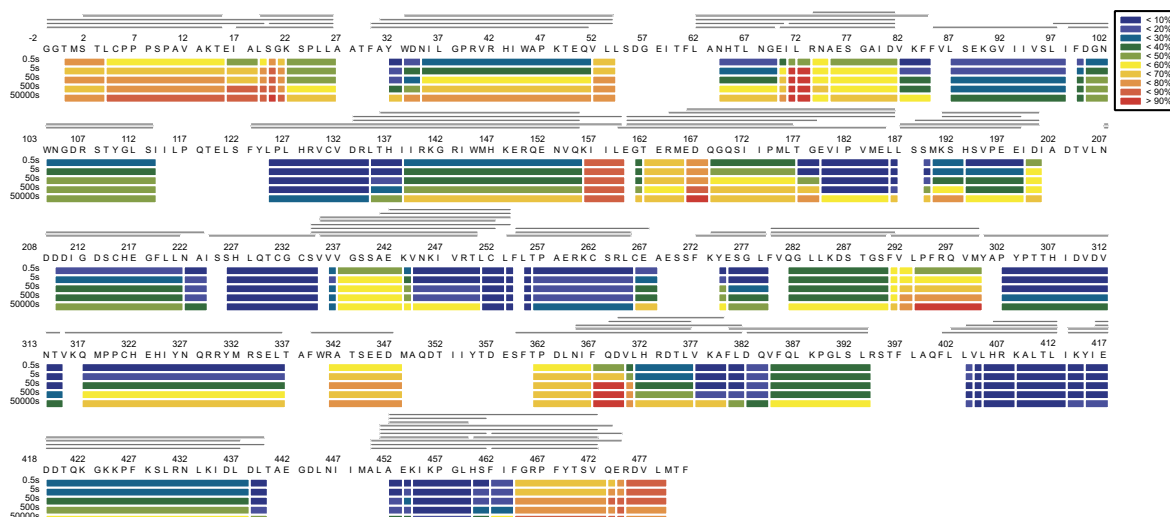 -2 2 7 12 17 22 27 32 37 42 47 52 57 62 67 72 77 82 87 92 97 102
GGTMS TLCPP PSPAV AKTEI ALSGK SPLLA ATFAY WDNIL GPRVR HIWAP KTEQV LLSDG EITFL ANHTL NGEIL RNAES GAIDV KFFVL SEKGV IIVSL IFDGN
0.5s
5s
50s
500s
50000s
< 10%
< 20%
< 30%
< 40%
< 50%
< 60%
< 70%
< 80%
< 90%
> 90%
103 107 112 117 122 127 132 137 142 147 152 157 162 167 172 177 182 187 192 197 202 207
WNGDR STYGL SIILP QTELS FYLPL HRVCV DRLTH IIRKG RIWMH KERQE NVQKI ILEGT ERMED QGQSI IPMLT GEVIP VMELL SSMKS HSVPE EIDIA DTVLN
0.5s
5s
50s
500s
50000s
208 212 217 222 227 232 237 242 247 252 257 262 267 272 277 282 287 292 297 302 307 312
DDDIG DSCHE GFLLN AISSH LQTCG CSVVV GSSAE KVNKI VRTLC LFLTP AERKC SRLCE AESSF KYESG LFVQG LLKDS TGSFV LPFRQ VMYAP YPTTH IDVDV
0.5s
5s
50s
500s
50000s
313 317 322 327 332 337 342 347 352 357 362 367 372 377 382 387 392 397 402 407 412 417
NTVKQ MPPCH EHIYN QRRYM RSELT AFWRA TSEED MAQDT IIYTD ESFTP DLNIF QDVLH RDTLV KAFLD QVFQL KPGLS LRSTF LAQFL LVLHR KALTL IKYIE
0.5s
5s
50s
500s
50000s
418 422 427 432 437 442 447 452 457 462 467 472 477
DDTQK GKKPF KSLRN LKIDL DLTAE GDLNI IMALA EKIKP GLHSF IFGRP FYTSV QERDV LMTF
0.5s
5s
50s
500s
50000s